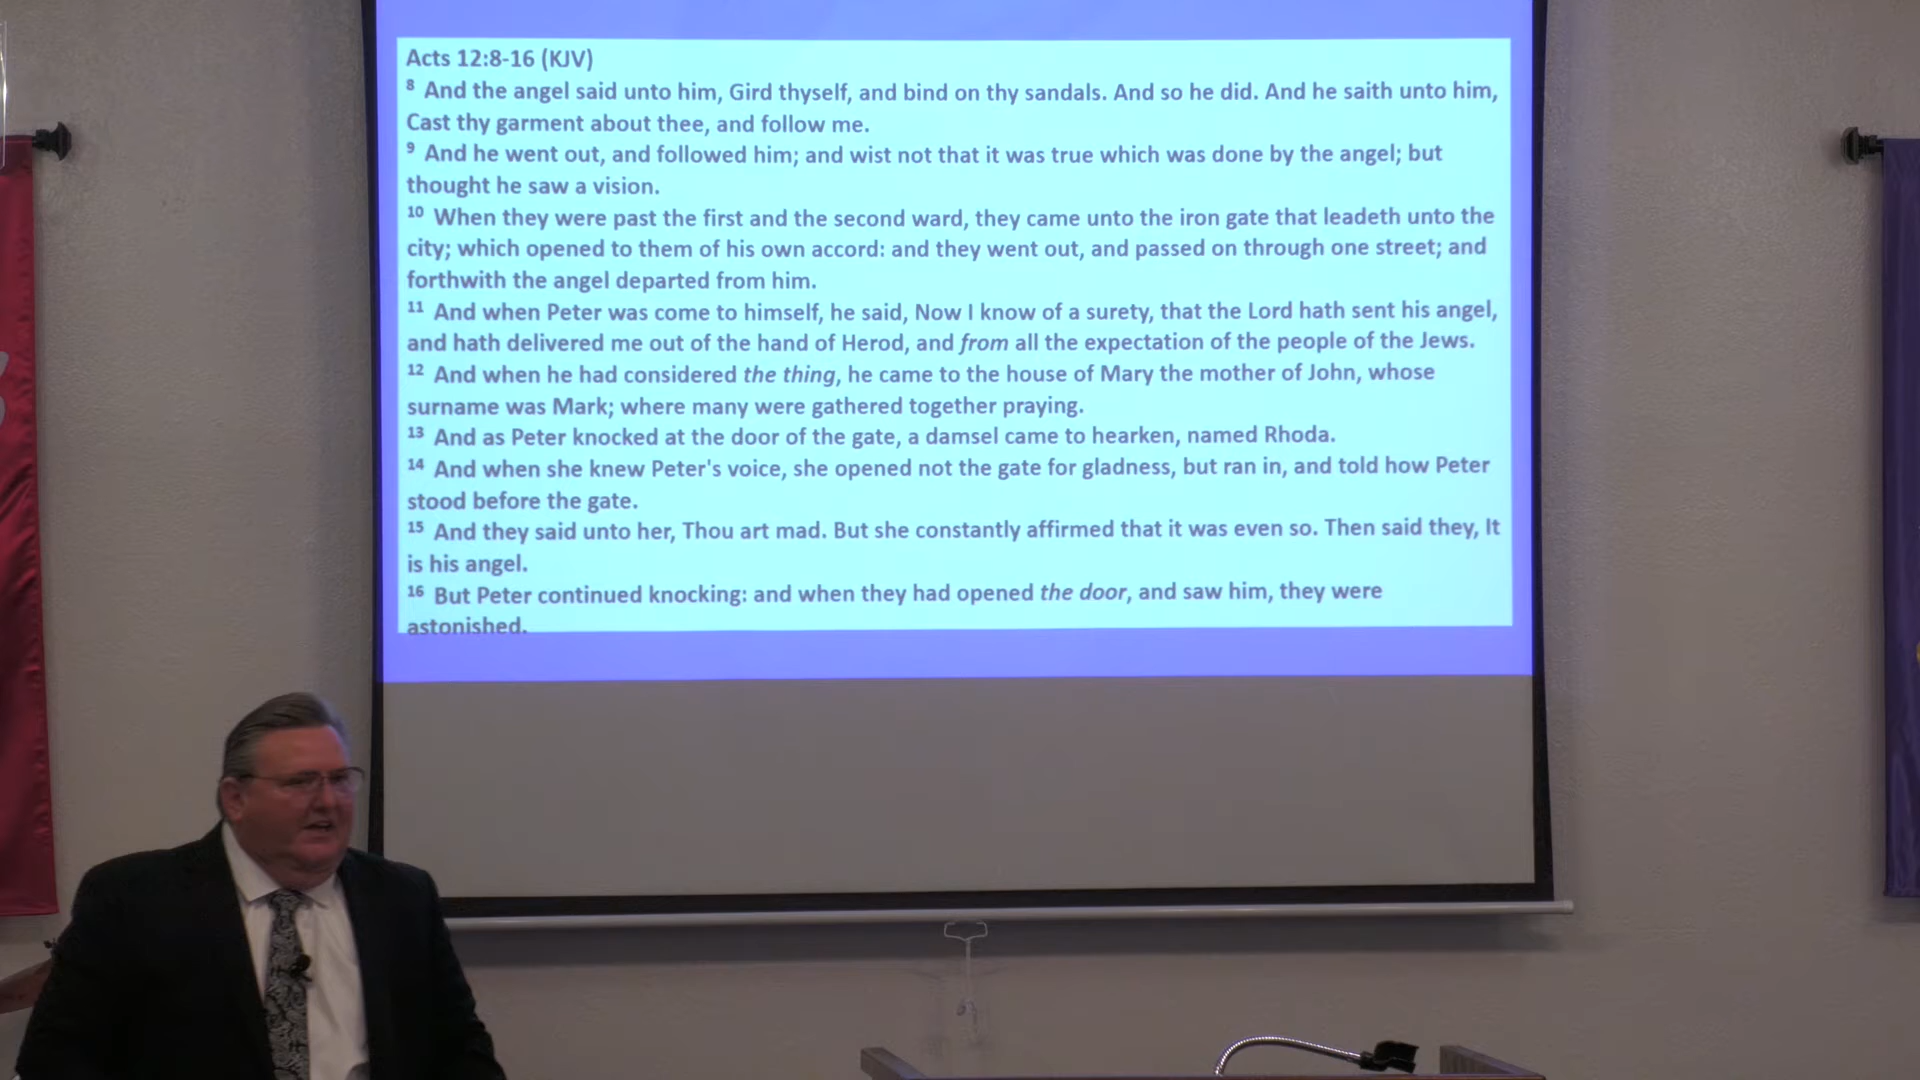 Acts 12:8-16 (KJV)
8 And the angel said unto him, Gird thyself, and bind on thy sandals. And so he did. And he saith unto him,
Cast thy garment about thee, and follow me.
9 And he went out, and followed him; and wist not that it was true which was done by the angel; but
thought he saw a vision.
10 When they were past the first and the second ward, they came unto the iron gate that leadeth unto the
city; which opened to them of his own accord: and they went out, and passed on through one street; and
forthwith the angel departed from him.
11 And when Peter was come to himself, he said, Now I know of a surety, that the Lord hath sent his angel,
and hath delivered me out of the hand of Herod, and from all the expectation of the people of the Jews.
12 And when he had considered the thing, he came to the house of Mary the mother of John, whose
surname was Mark; where many were gathered together praying.
13 And as Peter knocked at the door of the gate, a damsel came to hearken, named Rhoda.
14 And when she knew Peter's voice, she opened not the gate for gladness, but ran in, and told how Peter
stood before the gate.
15 And they said unto her, Thou art mad. But she constantly affirmed that it was even so. Then said they, It
is his angel.
16 But Peter continued knocking: and when they had opened the door, and saw him, they were
astonished.